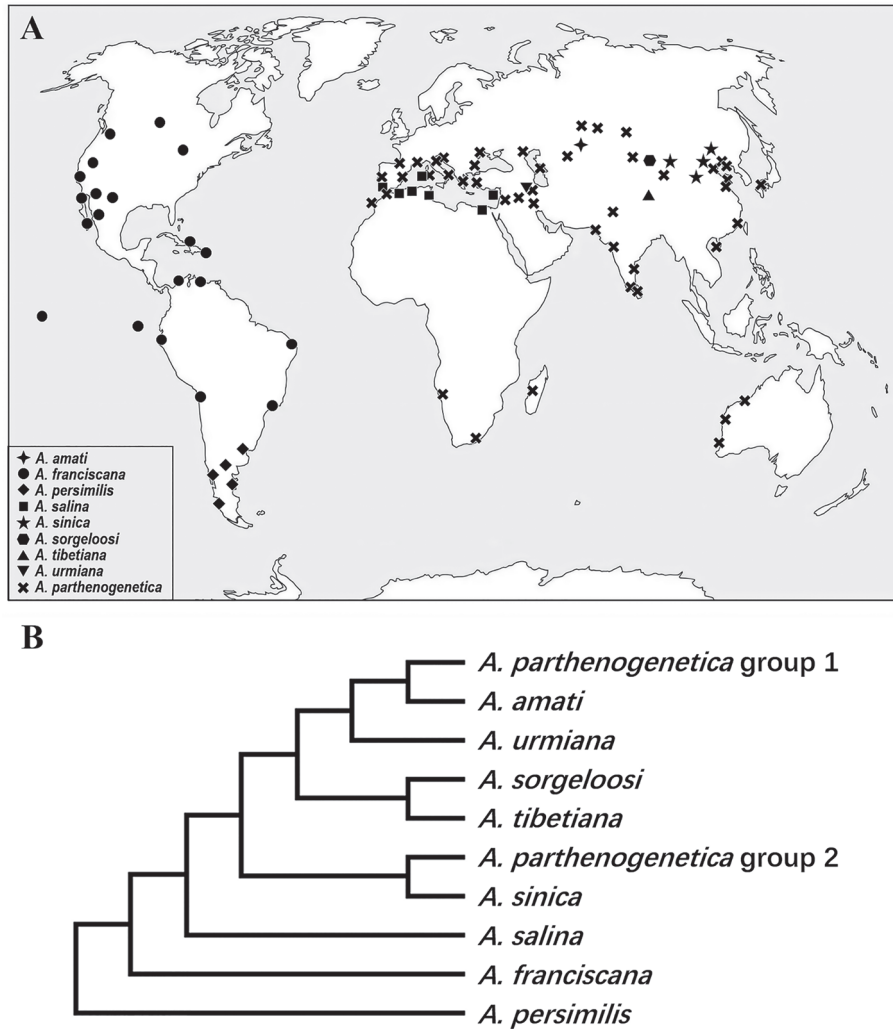 A
A. amati
A. franciscana
A. persimilis
A. salina
A. sinica
A. sorgeloosi
A. tibetiana
A. urmiana
A. parthenogenetica
B
A. parthenogenetica group 1
A. amati
A. urmiana
A. sorgeloosi
A. tibetiana
A. parthenogenetica group 2
A. sinica
A. salina
A. franciscana
A. persimilis